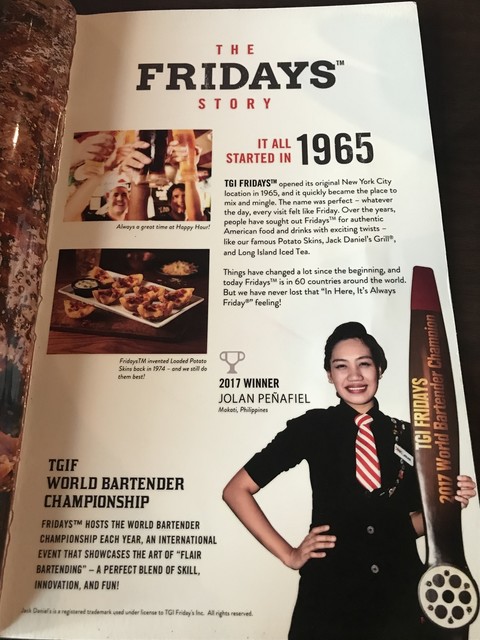 THE
FRIDAYS™
STORY
IT ALL
STARTED IN 1965
TGI FRIDAYS™ opened its original New York City
location in 1965, and it quickly became the place to
mix and mingle. The name was perfect – whatever
the day, every visit felt like Friday. Over the years,
people have sought out Fridays™ for authentic
American food and drinks with exciting twists –
like our famous Potato Skins, Jack Daniel's Grill®,
and Long Island Iced Tea.
Things have changed a lot since the beginning, and
today Fridays™ is in 60 countries around the world.
But we have never lost that "In Here, It's Always
Friday®" feeling!
Always a great time at Happy Hour!
FridaysTM invented Loaded Potato
Skins back in 1974 – and we still do
them best!
2017 WINNER
JOLAN PEÑAFIEL
Makati, Philippines
TGI FRIDAYS
2017 World Bartender Champion
TGIF
WORLD BARTENDER
CHAMPIONSHIP
FRIDAYS™ HOSTS THE WORLD BARTENDER
CHAMPIONSHIP EACH YEAR, AN INTERNATIONAL
EVENT THAT SHOWCASES THE ART OF "FLAIR
BARTENDING" – A PERFECT BLEND OF SKILL,
INNOVATION, AND FUN!
Jack Daniel's is a registered trademark used under license to TGI Friday's Inc. All rights reserved.